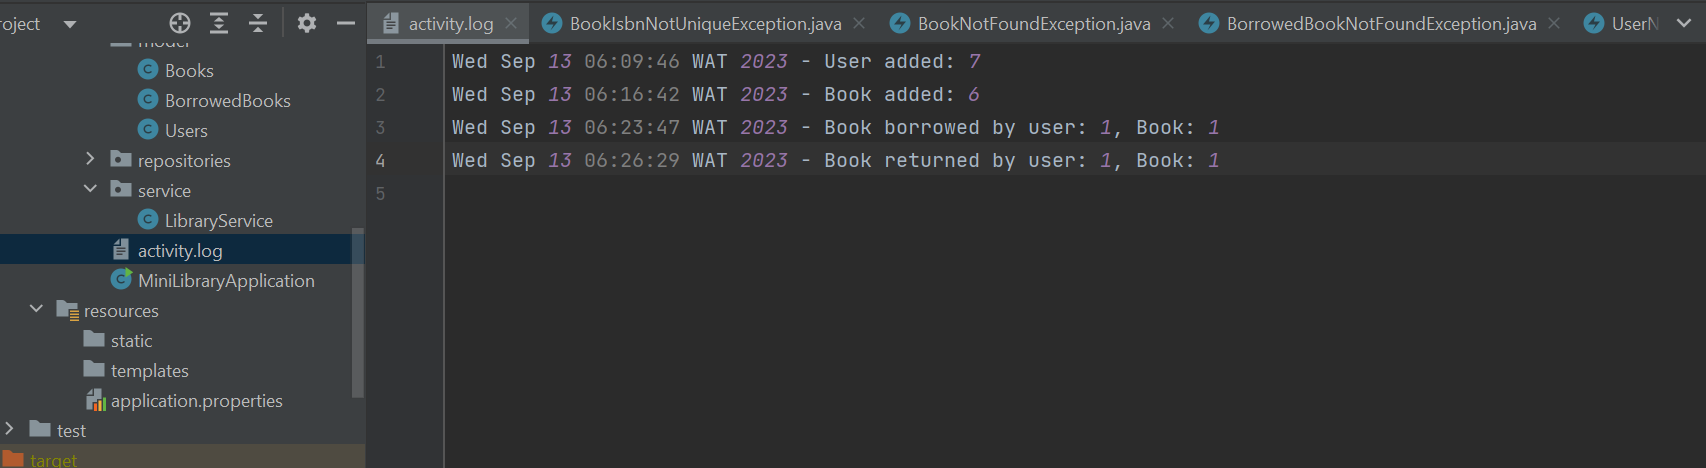 roject
model
Books
BorrowedBooks
Users
repositories
service
LibraryService
activity.log
MiniLibraryApplication
resources
static
templates
application.properties
test
target
activity.log
BookIsbnNotUniqueException.java
BookNotFoundException.java
BorrowedBookNotFoundException.java
UserN
1 Wed Sep 13 06:09:46 WAT 2023 - User added: 7
2 Wed Sep 13 06:16:42 WAT 2023 - Book added: 6
3 Wed Sep 13 06:23:47 WAT 2023 - Book borrowed by user: 1, Book: 1
4 Wed Sep 13 06:26:29 WAT 2023 - Book returned by user: 1, Book: 1
5